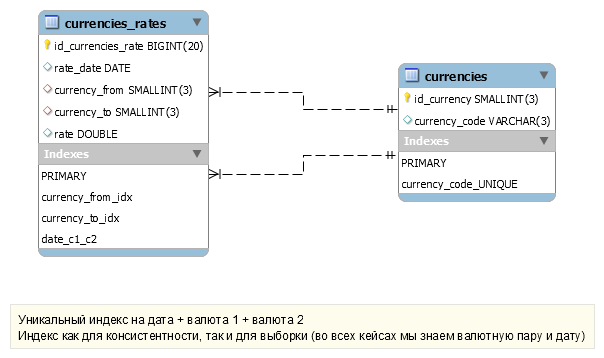 currencies_rates
id_currencies_rate BIGINT(20)
rate_date DATE
currency_from SMALLINT(3)
currency_to SMALLINT(3)
rate DOUBLE
Indexes
PRIMARY
currency_from_idx
currency_to_idx
date_c1_c2
currencies
id_currency SMALLINT(3)
currency_code VARCHAR(3)
Indexes
PRIMARY
currency_code_UNIQUE
Уникальный индекс на дата + валюта 1 + валюта 2
Индекс как для консистентности, так и для выборки (во всех кейсах мы знаем валютную пару и дату)